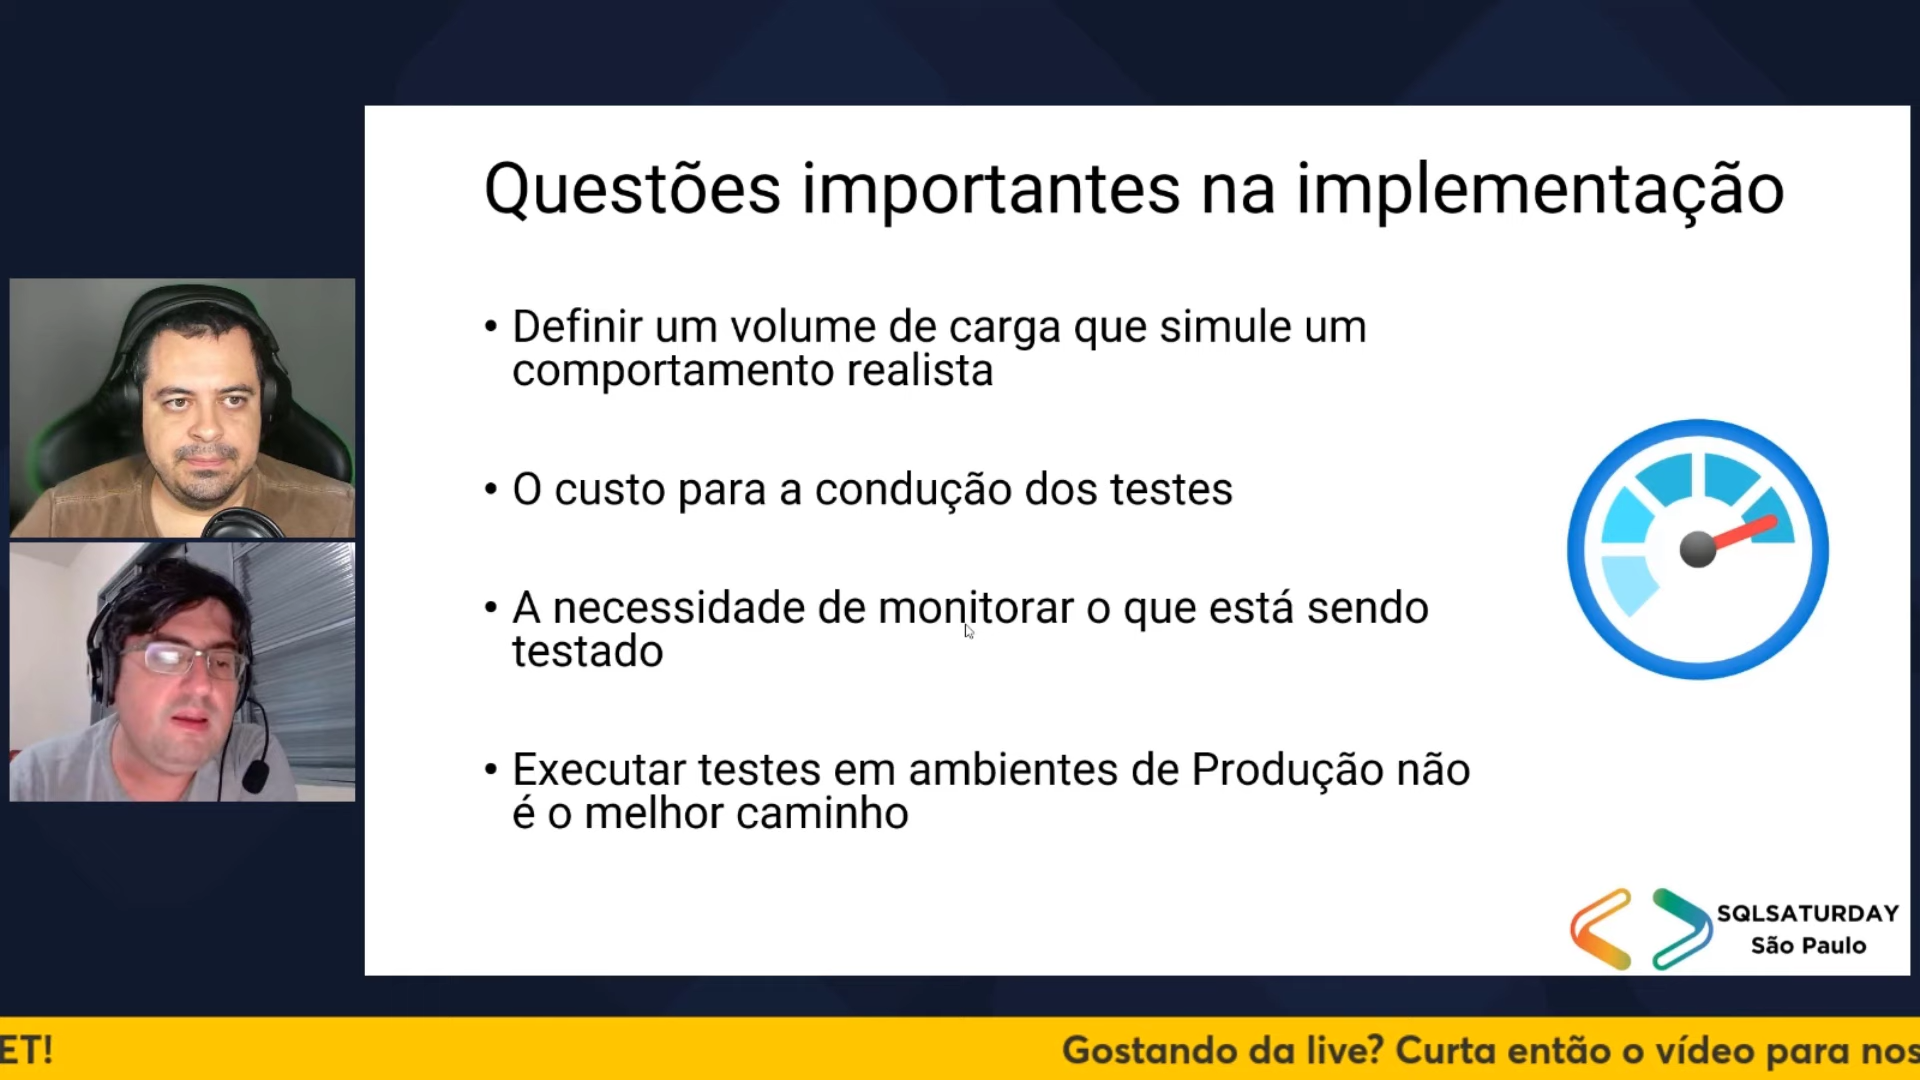 Questões importantes na implementação
• Definir um volume de carga que simule um
comportamento realista
• O custo para a condução dos testes
• A necessidade de monitorar o que está sendo
testado
• Executar testes em ambientes de Produção não
é o melhor caminho
SQLSATURDAY
São Paulo
ET! Gostando da live? Curta então o vídeo para nos